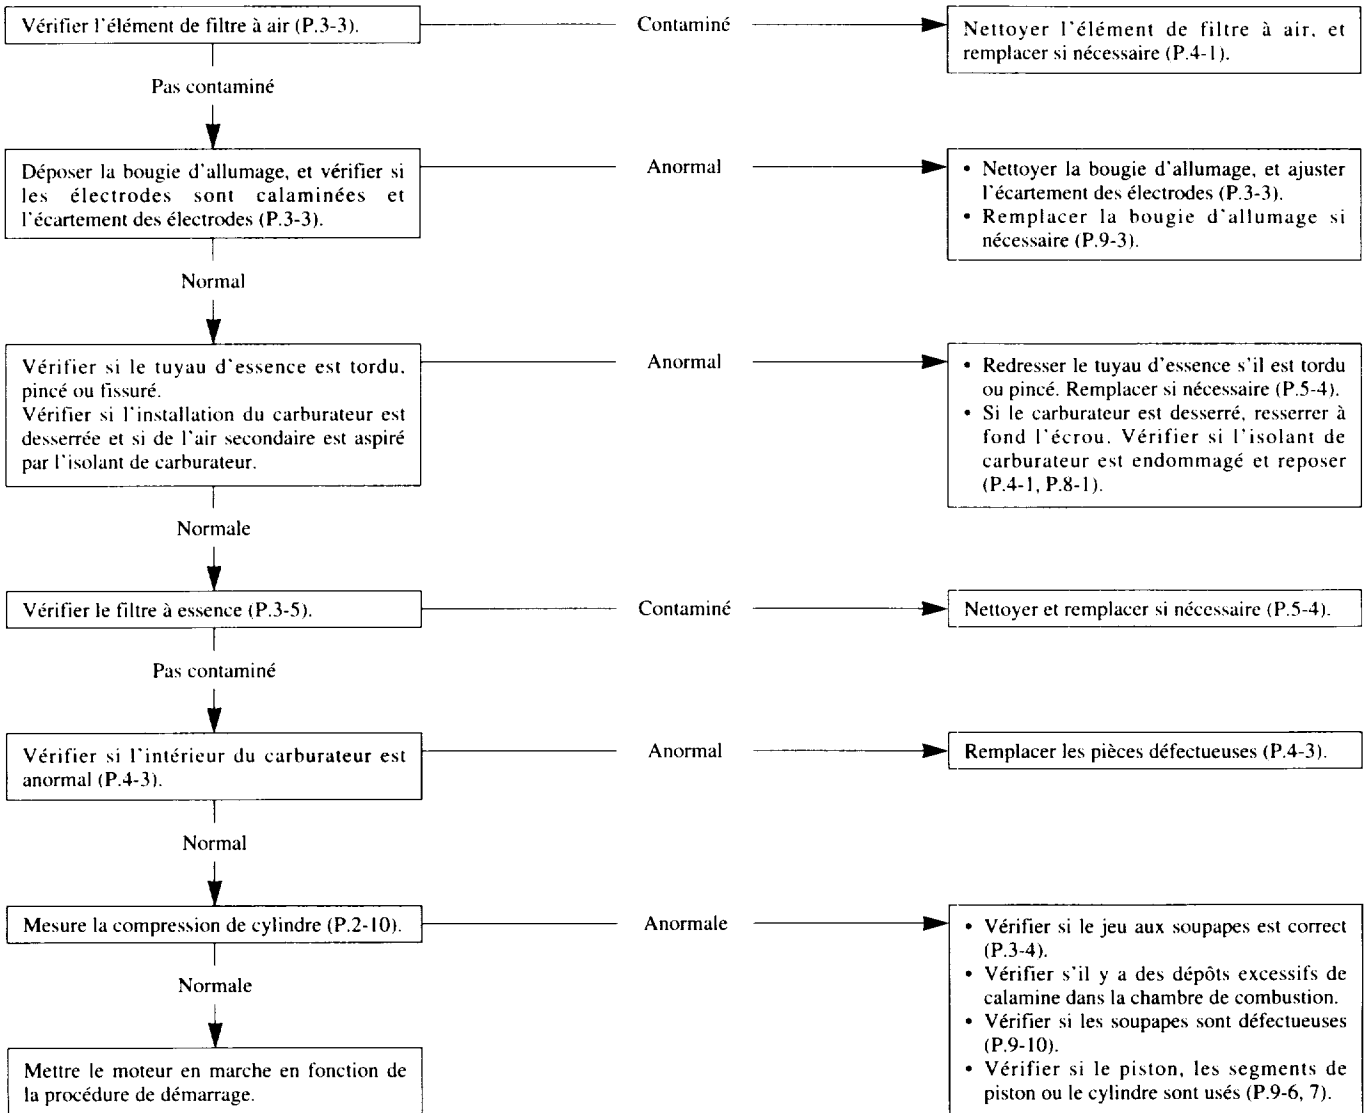 Vérifier l'élément de filtre à air (P.3-3).
Contaminé
Nettoyer l'élément de filtre à air, et
remplacer si nécessaire (P.4-1).
Pas contaminé
Déposer la bougie d'allumage, et vérifier si
les électrodes sont calaminées et
l'écartement des électrodes (P.3-3).
Anormal
• Nettoyer la bougie d'allumage, et ajuster
l'écartement des électrodes (P.3-3).
• Remplacer la bougie d'allumage si
nécessaire (P.9-3).
Normal
Vérifier si le tuyau d'essence est tordu,
pincé ou fissuré.
Vérifier si l'installation du carburateur est
desserrée et si de l'air secondaire est aspiré
par l'isolant de carburateur.
Anormal
• Redresser le tuyau d'essence s'il est tordu
ou pincé. Remplacer si nécessaire (P.5-4).
• Si le carburateur est desserré, resserrer à
fond l'écrou. Vérifier si l'isolant de
carburateur est endommagé et reposer
(P.4-1, P.8-1).
Normale
Vérifier le filtre à essence (P.3-5).
Contaminé
Nettoyer et remplacer si nécessaire (P.5-4).
Pas contaminé
Vérifier si l'intérieur du carburateur est
anormal (P.4-3).
Anormal
Remplacer les pièces défectueuses (P.4-3).
Normal
Mesure la compression de cylindre (P.2-10).
Anormale
• Vérifier si le jeu aux soupapes est correct
(P.3-4).
• Vérifier s'il y a des dépôts excessifs de
calamine dans la chambre de combustion.
• Vérifier si les soupapes sont défectueuses
(P.9-10).
• Vérifier si le piston, les segments de
piston ou le cylindre sont usés (P.9-6, 7).
Normale
Mettre le moteur en marche en fonction de
la procédure de démarrage.